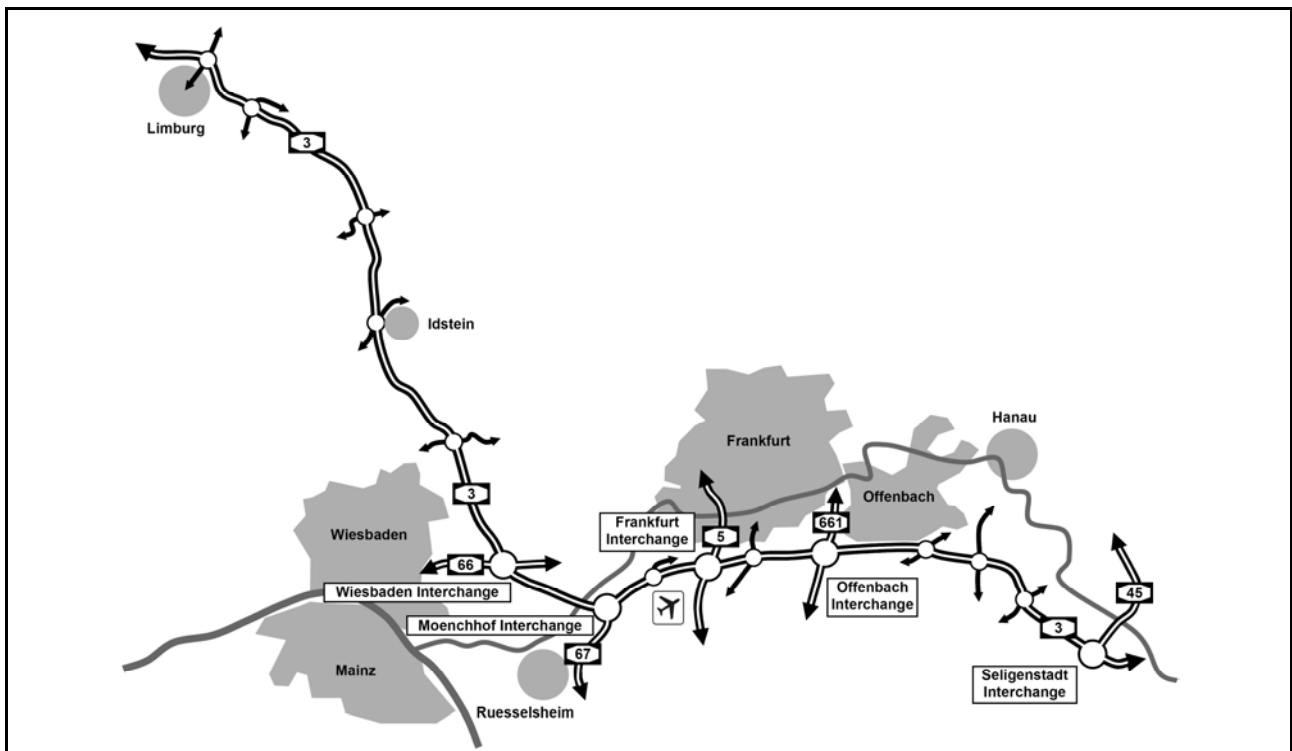 Limburg
3
Idstein
Hanau
Frankfurt
3
Offenbach
Frankfurt
Interchange
5
661
Wiesbaden
66
Wiesbaden Interchange
Offenbach
Interchange
45
Moenchhof Interchange
3
67
Mainz
Seligenstadt
Interchange
Ruesselsheim